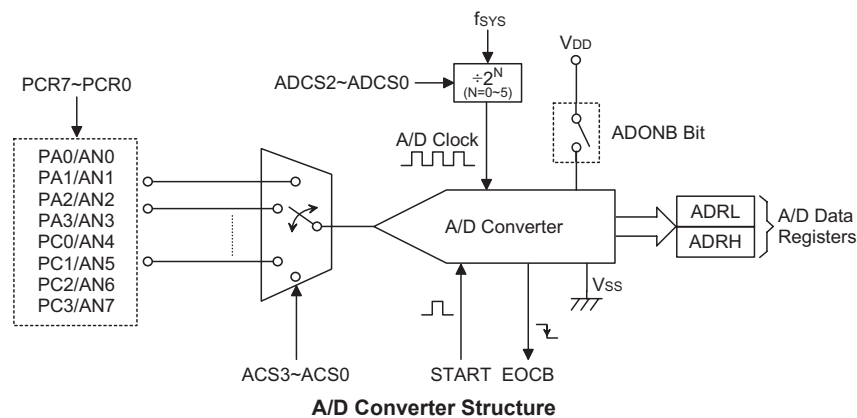 fSYS
VDD
PCR7~PCR0
ADCS2~ADCS0
÷2^N
(N=0~5)
ADONB Bit
A/D Clock
PA0/AN0
PA1/AN1
PA2/AN2
PA3/AN3
PC0/AN4
PC1/AN5
PC2/AN6
PC3/AN7
A/D Converter
ADRL
ADRH
A/D Data
Registers
VSS
ACS3~ACS0
START
EOCB
A/D Converter Structure